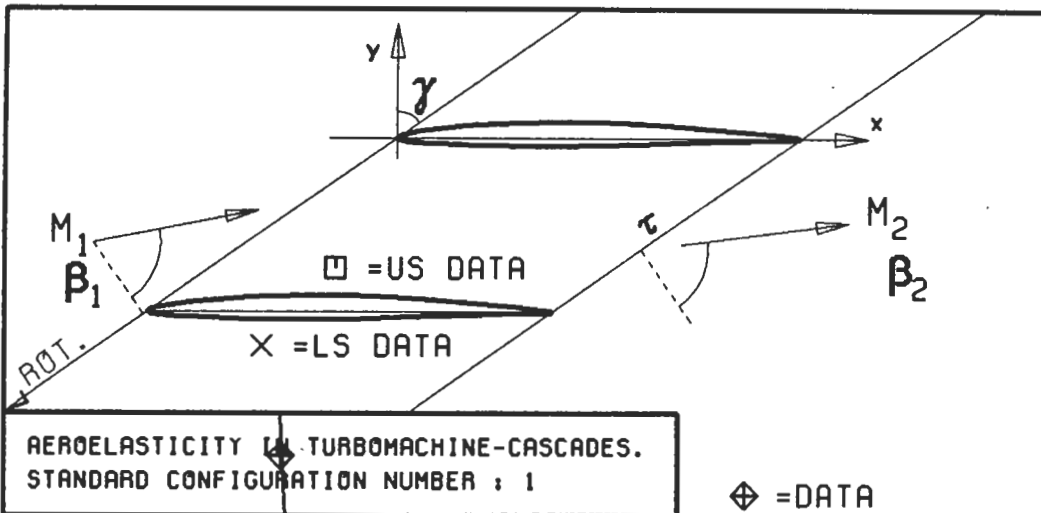 y
γ
x
M₁
β₁
τ
M₂
β₂
=US DATA
× =LS DATA
ROT.
AEROELASTICITY IN TURBOMACHINE-CASCADES.
STANDARD CONFIGURATION NUMBER : 1
=DATA